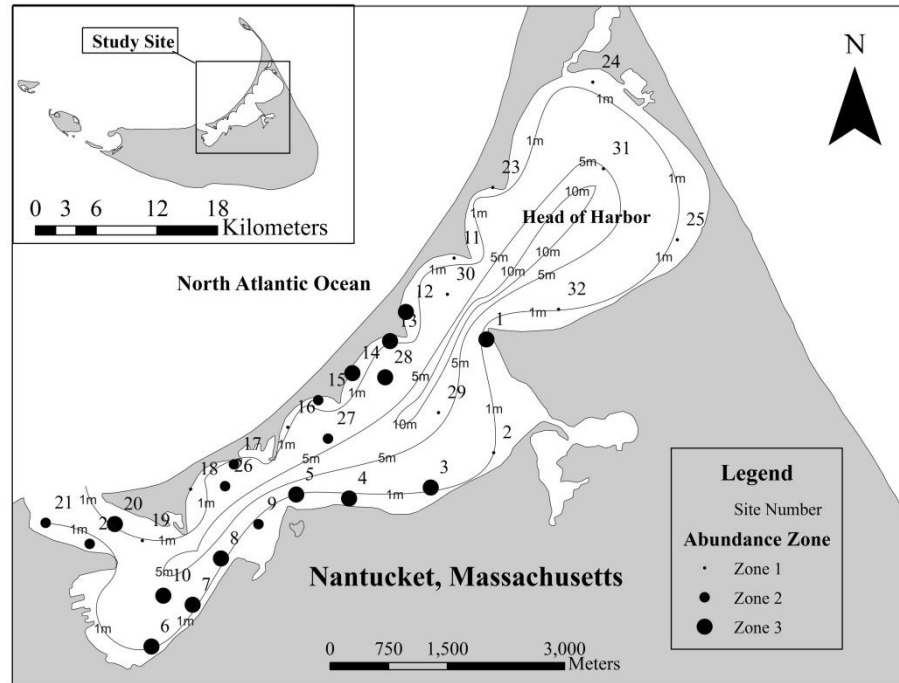 Study Site
0 3 6 12 18
Kilometers
N
24
1m
31
1m
1m
23
5m
10m
1m
Head of Harbor
25
11
5m
10m
10m
1m
1m
30
5m
North Atlantic Ocean
12
32
13
1m
1
14
28
5m
5m
15
1m
29
16
1m
27
10m
17
1m
2
5m
5m
18
26
5
4
3
1m
21
1m
20
1m
9
1m
2
19
1m
8
5m
10
7
1m
1m
6
Nantucket, Massachusetts
0 750 1,500 3,000
Meters
Legend
Site Number
Abundance Zone
Zone 1
Zone 2
Zone 3